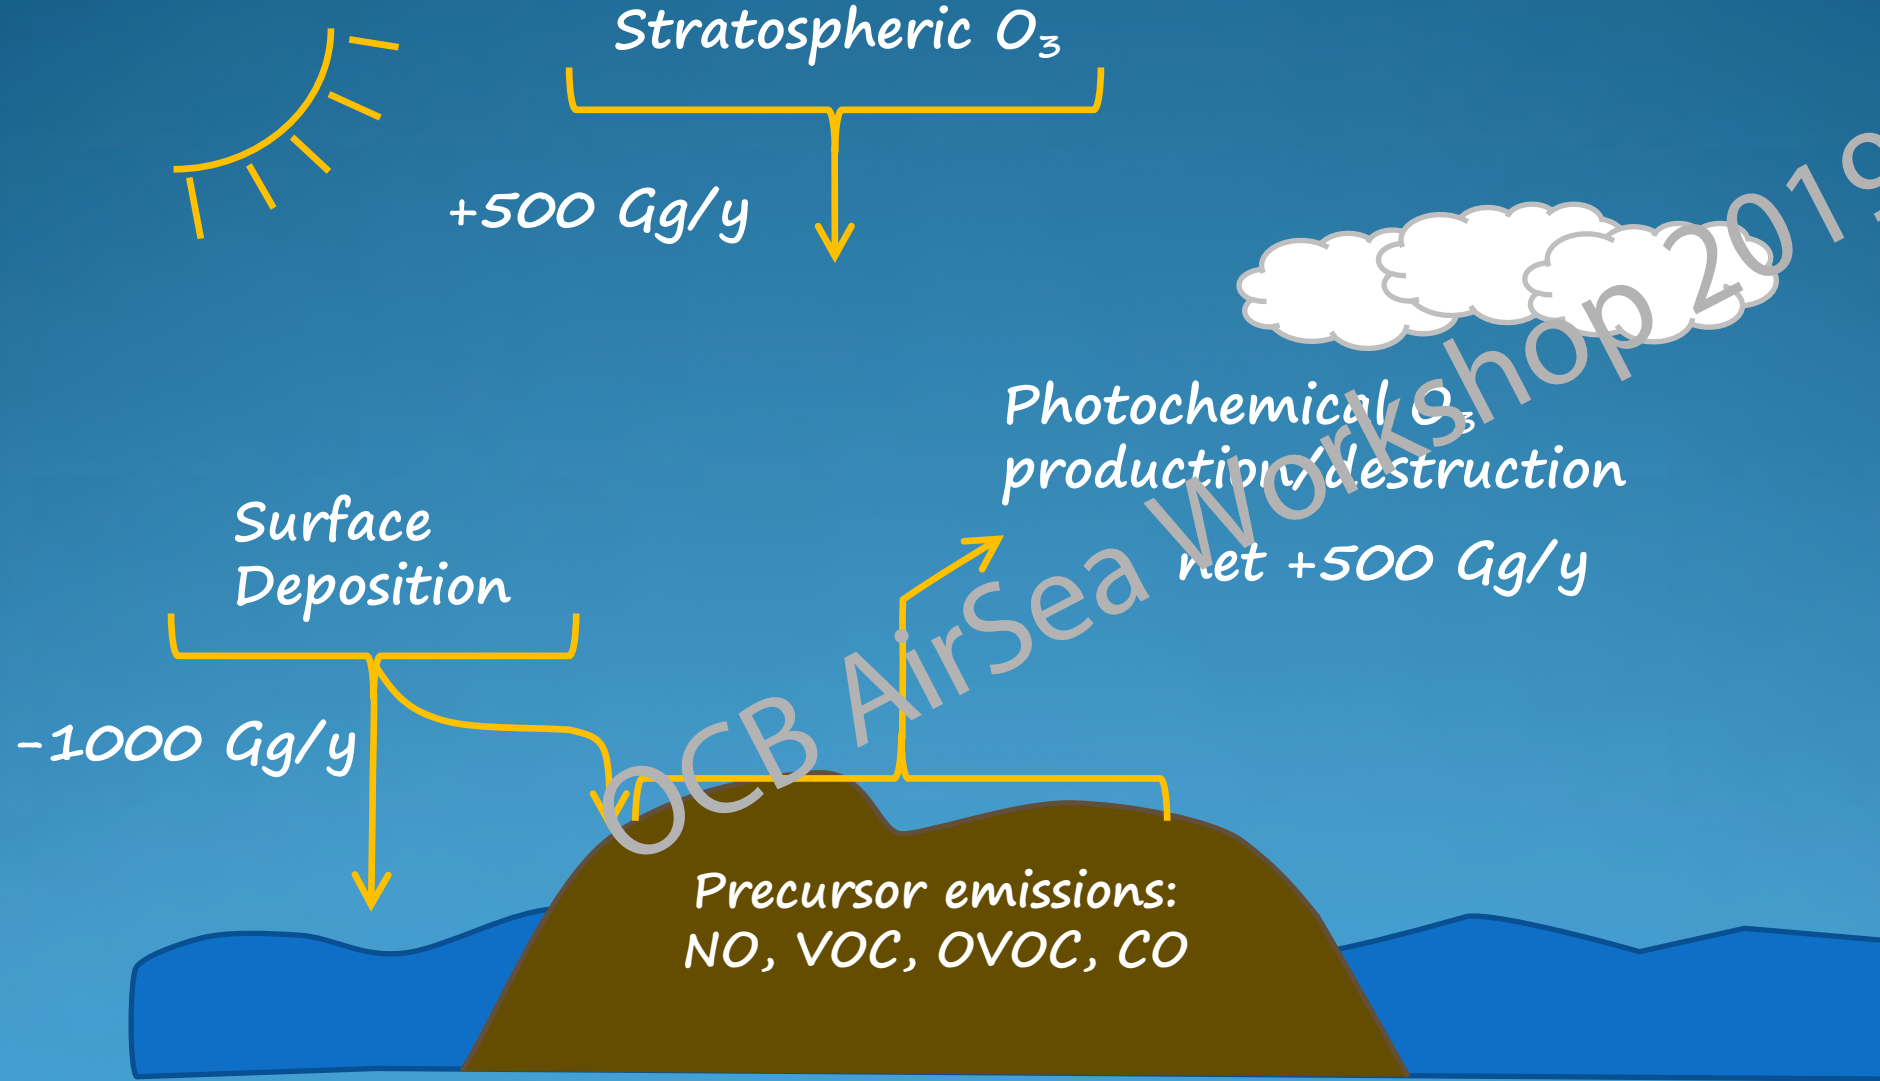 Stratospheric O₃
+500 Gg/y
Photochemical O₃
production/destruction
net +500 Gg/y
Surface
Deposition
-1000 Gg/y
Precursor emissions:
NO, VOC, OVOC, CO
OCB AirSea Workshop 2019